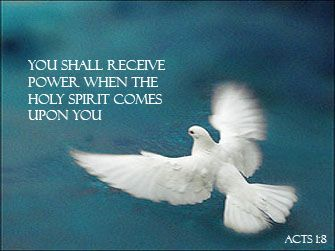 YOU SHALL RECEIVE
POWER WHEN THE
HOLY SPIRIT COMES
UPON YOU
ACTS 1:8